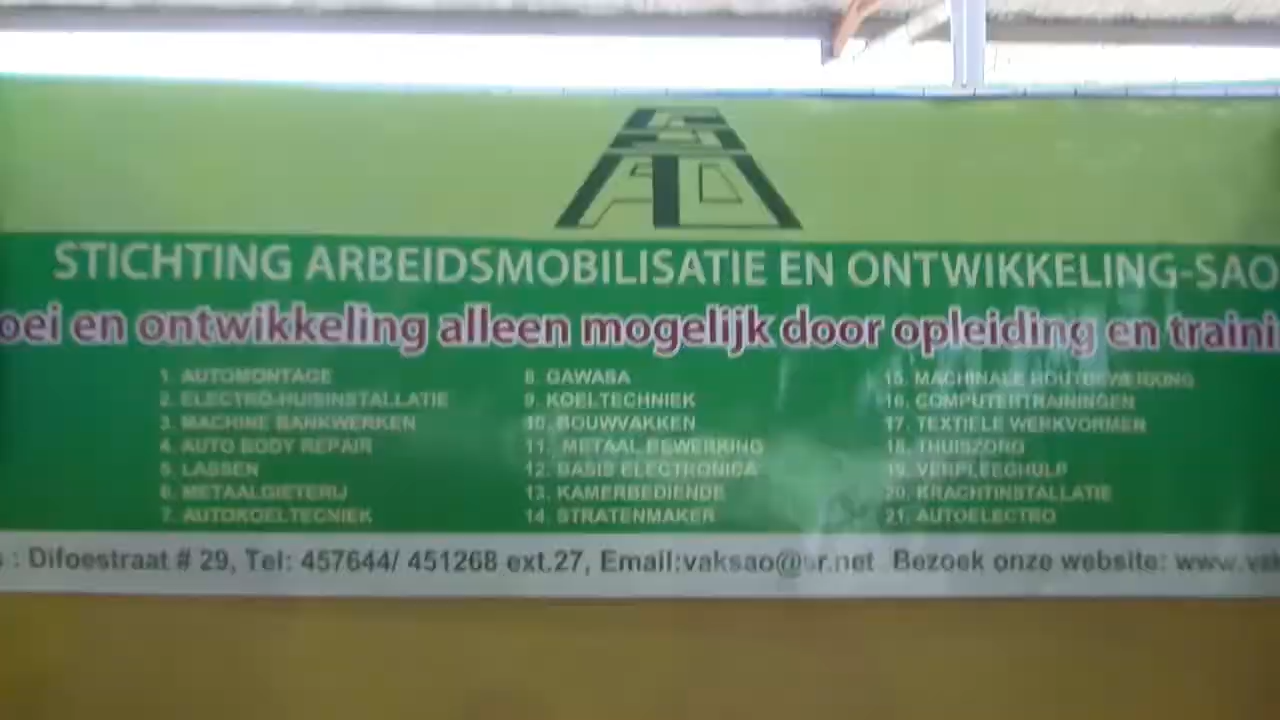 SAO
STICHTING ARBEIDSMOBILISATIE EN ONTWIKKELING-SAO
oei en ontwikkeling alleen mogelijk door opleiding en traini
1. AUTOMONTAGE
2. ELECTRO-HUISINSTALLATIE
3. MACHINE BANKWERKEN
4. AUTO BODY REPAIR
5. LASSEN
6. METAALGIETERIJ
7. AUTOKOELTECNIEK
8. GAWASA
9. KOELTECHNIEK
10. BOUWVAKKEN
11. METAAL BEWERKING
12. BASIS ELECTRONICA
13. KAMERBEDIENDE
14. STRATENMAKER
15. MACHINALE HOUTBEWERKING
16. COMPUTERTRAININGEN
17. TEXTIELE WERKVORMEN
18. THUISZORG
19. VERPLEEGHULP
20. KRACHTINSTALLATIE
21. AUTOELECTRO
s : Difoestraat # 29, Tel: 457644/ 451268 ext.27, Email:vaksao@sr.net Bezoek onze website: www.vak